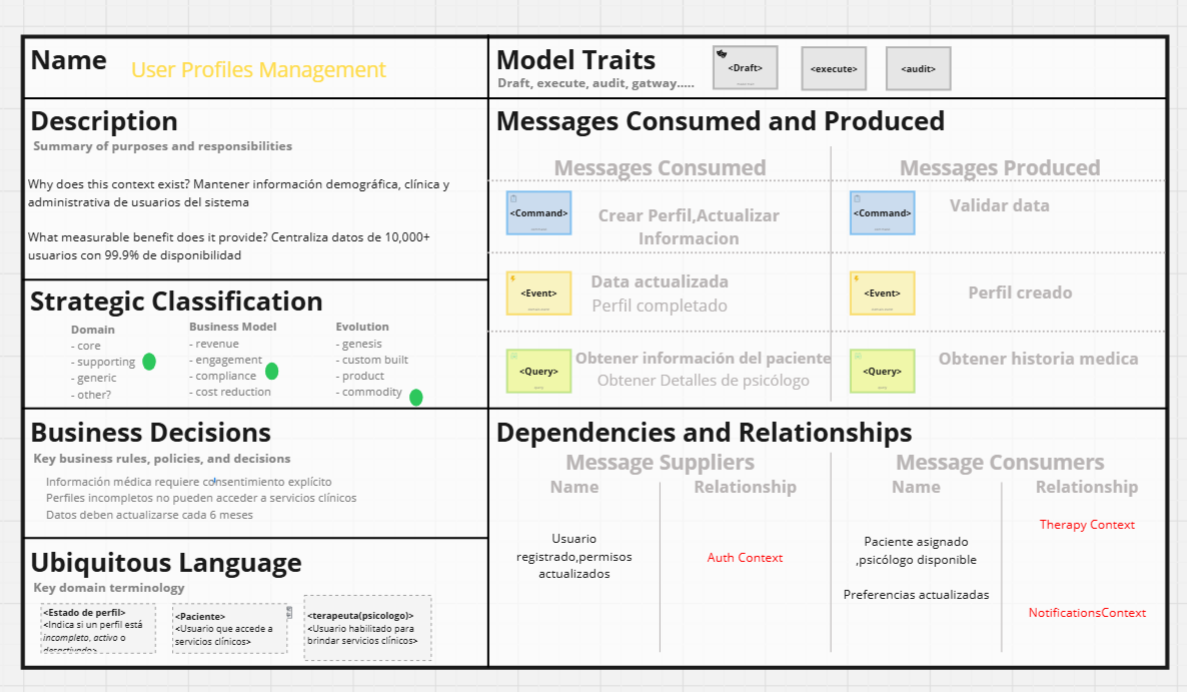 Name
User Profiles Management
Model Traits
Draft, execute, audit, gatway.....
<Draft>
<execute>
<audit>
Description
Summary of purposes and responsibilities
Why does this context exist? Mantener información demográfica, clínica y
administrativa de usuarios del sistema
What measurable benefit does it provide? Centraliza datos de 10,000+
usuarios con 99.9% de disponibilidad
Strategic Classification
Domain
- core
- supporting
- generic
- other?
Business Model
- revenue
- engagement
- compliance
- cost reduction
Evolution
- genesis
- custom built
- product
- commodity
Business Decisions
Key business rules, policies, and decisions
Información médica requiere consentimiento explícito
Perfiles incompletos no pueden acceder a servicios clínicos
Datos deben actualizarse cada 6 meses
Ubiquitous Language
Key domain terminology
<Estado de perfil>
<Indica si un perfil está
incompleto, activo o
desactivado>
<Paciente>
<Usuario que accede a
servicios clínicos>
<terapeuta(psicologo)>
<Usuario habilitado para
brindar servicios clínicos>
Messages Consumed and Produced
Messages Consumed
Messages Produced
<Command>
Crear Perfil,Actualizar
Informacion
<Command>
Validar data
<Event>
Data actualizada
Perfil completado
<Event>
Perfil creado
<Query>
Obtener información del paciente
Obtener Detalles de psicólogo
<Query>
Obtener historia medica
Dependencies and Relationships
Message Suppliers
Message Consumers
Name
Relationship
Name
Relationship
Usuario
registrado,permisos
actualizados
Auth Context
Paciente asignado
,psicólogo disponible
Preferencias actualizadas
Therapy Context
NotificationsContext